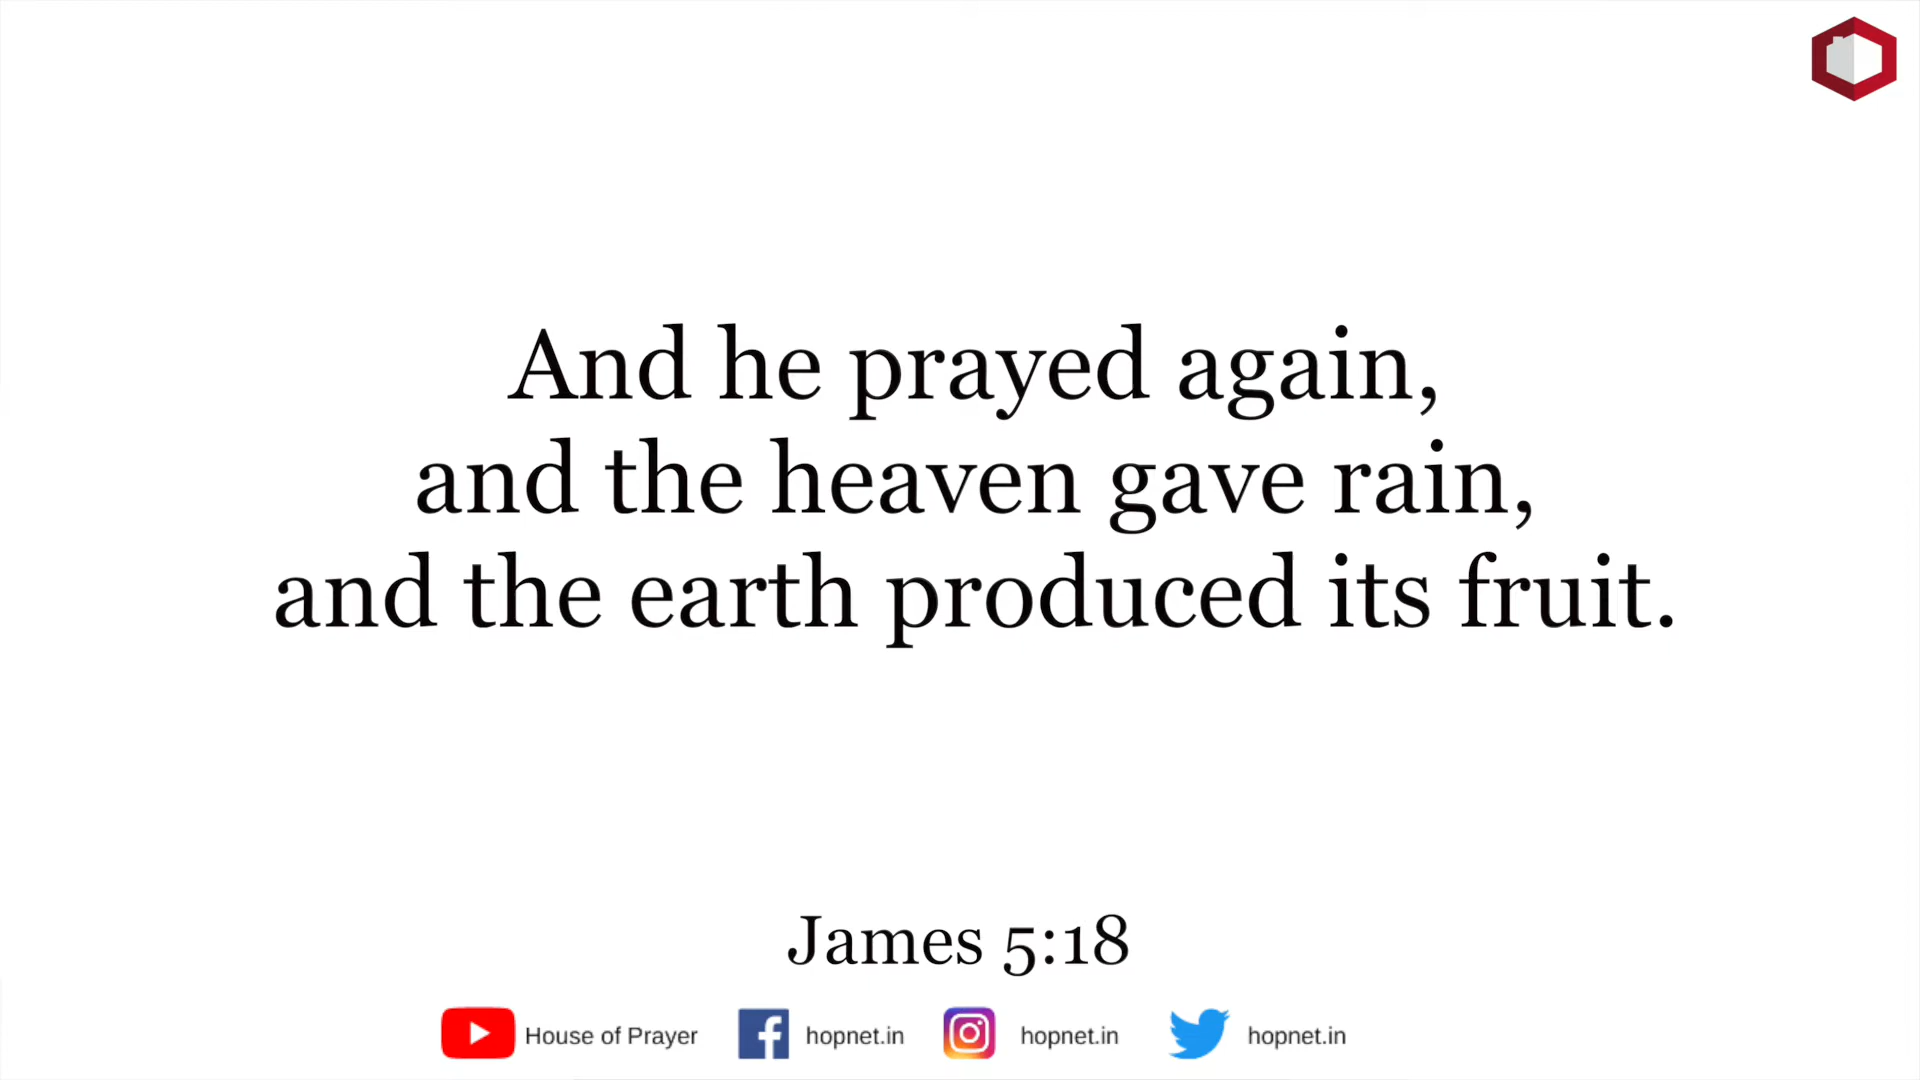 And he prayed again,
and the heaven gave rain,
and the earth produced its fruit.
James 5:18
House of Prayer hopnet.in hopnet.in hopnet.in